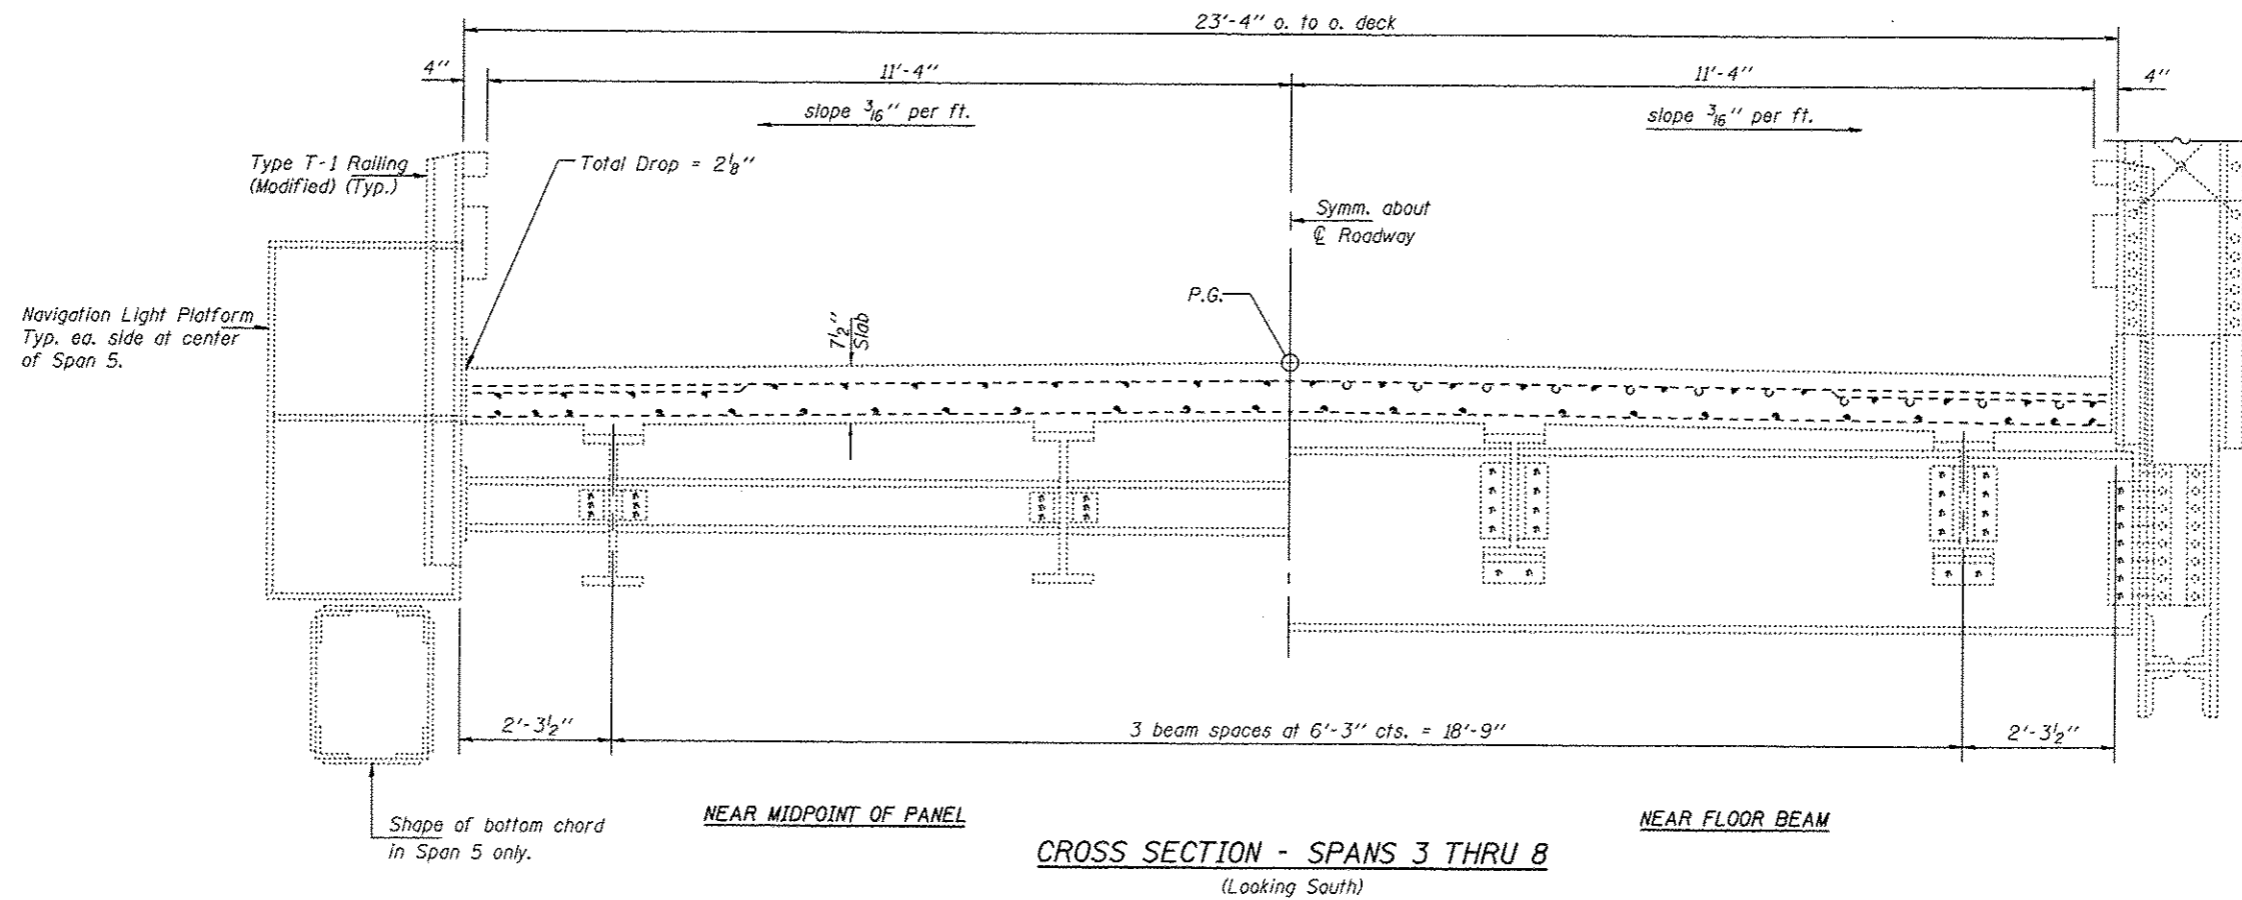 23'-4" o. to o. deck
4"
11'-4"
11'-4"
4"
slope 3/16" per ft.
slope 3/16" per ft.
Type T-1 Railing
(Modified) (Typ.)
Total Drop = 2 1/8"
Symm. about
℄ Roadway
P.G.
Navigation Light Platform
Typ. ea. side at center
of Span 5.
7 1/2"
Slab
2'-3 1/2"
3 beam spaces at 6'-3" cts. = 18'-9"
2'-3 1/2"
Shape of bottom chord
in Span 5 only.
NEAR MIDPOINT OF PANEL
NEAR FLOOR BEAM
CROSS SECTION - SPANS 3 THRU 8
(Looking South)